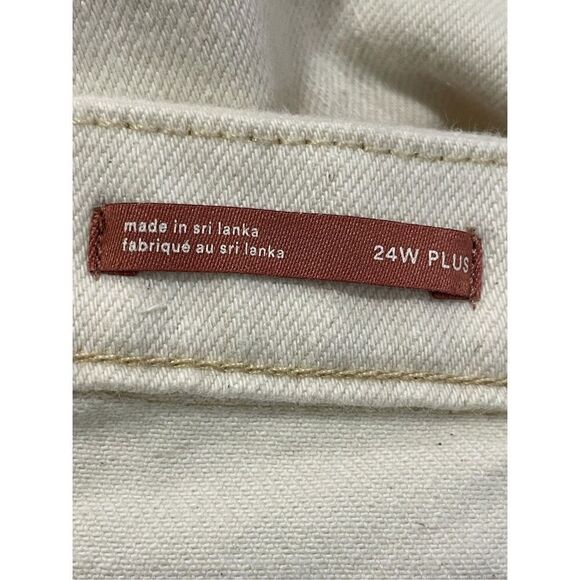 made in sri lanka
fabriqué au sri lanka
24W PLUS